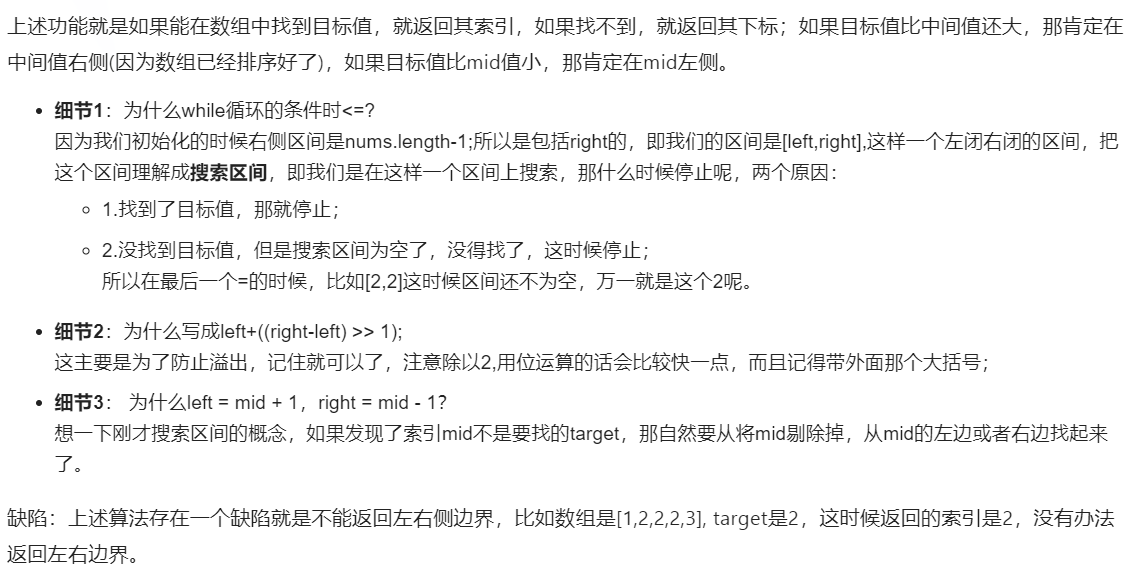 上述功能就是如果能在数组中找到目标值，就返回其索引，如果找不到，就返回其下标；如果目标值比中间值还大，那肯定在
中间值右侧(因为数组已经排序好了)，如果目标值比mid值小，那肯定在mid左侧。
• 细节1：为什么while循环的条件时<=?
因为我们初始化的时候右侧区间是nums.length-1;所以是包括right的，即我们的区间是[left,right],这样一个左闭右闭的区间，把
这个区间理解成搜索区间，即我们是在这样一个区间上搜索，那什么时候停止呢，两个原因：
◦ 1.找到了目标值，那就停止；
◦ 2.没找到目标值，但是搜索区间为空了，没得找了，这时候停止；
所以在最后一个=的时候，比如[2,2]这时候区间还不为空，万一就是这个2呢。
• 细节2：为什么写成left+((right-left) >> 1);
这主要是为了防止溢出，记住就可以了，注意除以2,用位运算的话会比较快一点，而且记得带外面那个大括号；
• 细节3： 为什么left = mid + 1，right = mid - 1？
想一下刚才搜索区间的概念，如果发现了索引mid不是要找的target，那自然要从将mid剔除掉，从mid的左边或者右边找起来
了。
缺陷：上述算法存在一个缺陷就是不能返回左右侧边界，比如数组是[1,2,2,2,3], target是2，这时候返回的索引是2，没有办法
返回左右边界。